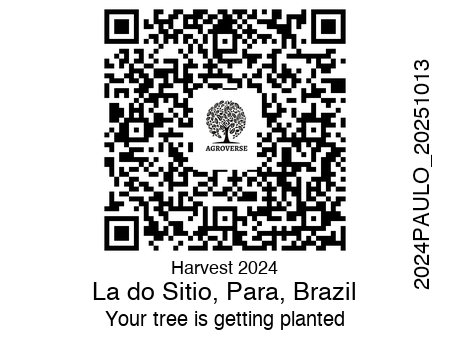 AGROVERSE
Harvest 2024
La do Sitio, Para, Brazil
Your tree is getting planted
2024PAULO_20251013